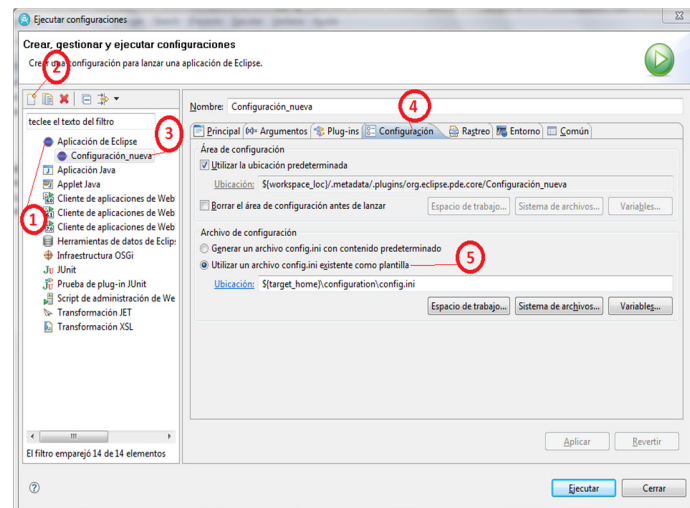 Ejecutar configuraciones
Crear, gestionar y ejecutar configuraciones
Crear una configuración para lanzar una aplicación de Eclipse.
2
teclee el texto del filtro
3
Aplicación de Eclipse
Configuración_nueva
Aplicación Java
Applet Java
Cliente de aplicaciones de Web
1
Cliente de aplicaciones de Web
Cliente de aplicaciones de Web
Herramientas de datos de Eclip
Infraestructura OSGi
Ju JUnit
Prueba de plug-in JUnit
Script de administración de We
Transformación JET
Transformación XSL
El filtro emparejó 14 de 14 elementos
Nombre: Configuración_nueva
4
Principal (x)= Argumentos Plug-ins Configuración Rastreo Entorno Común
Área de configuración
Utilizar la ubicación predeterminada
Ubicación: ${workspace_loc}/.metadata/.plugins/org.eclipse.pde.core/Configuración_nueva
Borrar el área de configuración antes de lanzar Espacio de trabajo... Sistema de archivos... Variables...
Archivo de configuración
Generar un archivo config.ini con contenido predeterminado
Utilizar un archivo config.ini existente como plantilla 5
Ubicación: ${target_home}\configuration\config.ini
Espacio de trabajo... Sistema de archivos... Variables...
Aplicar Revertir
? Ejecutar Cerrar